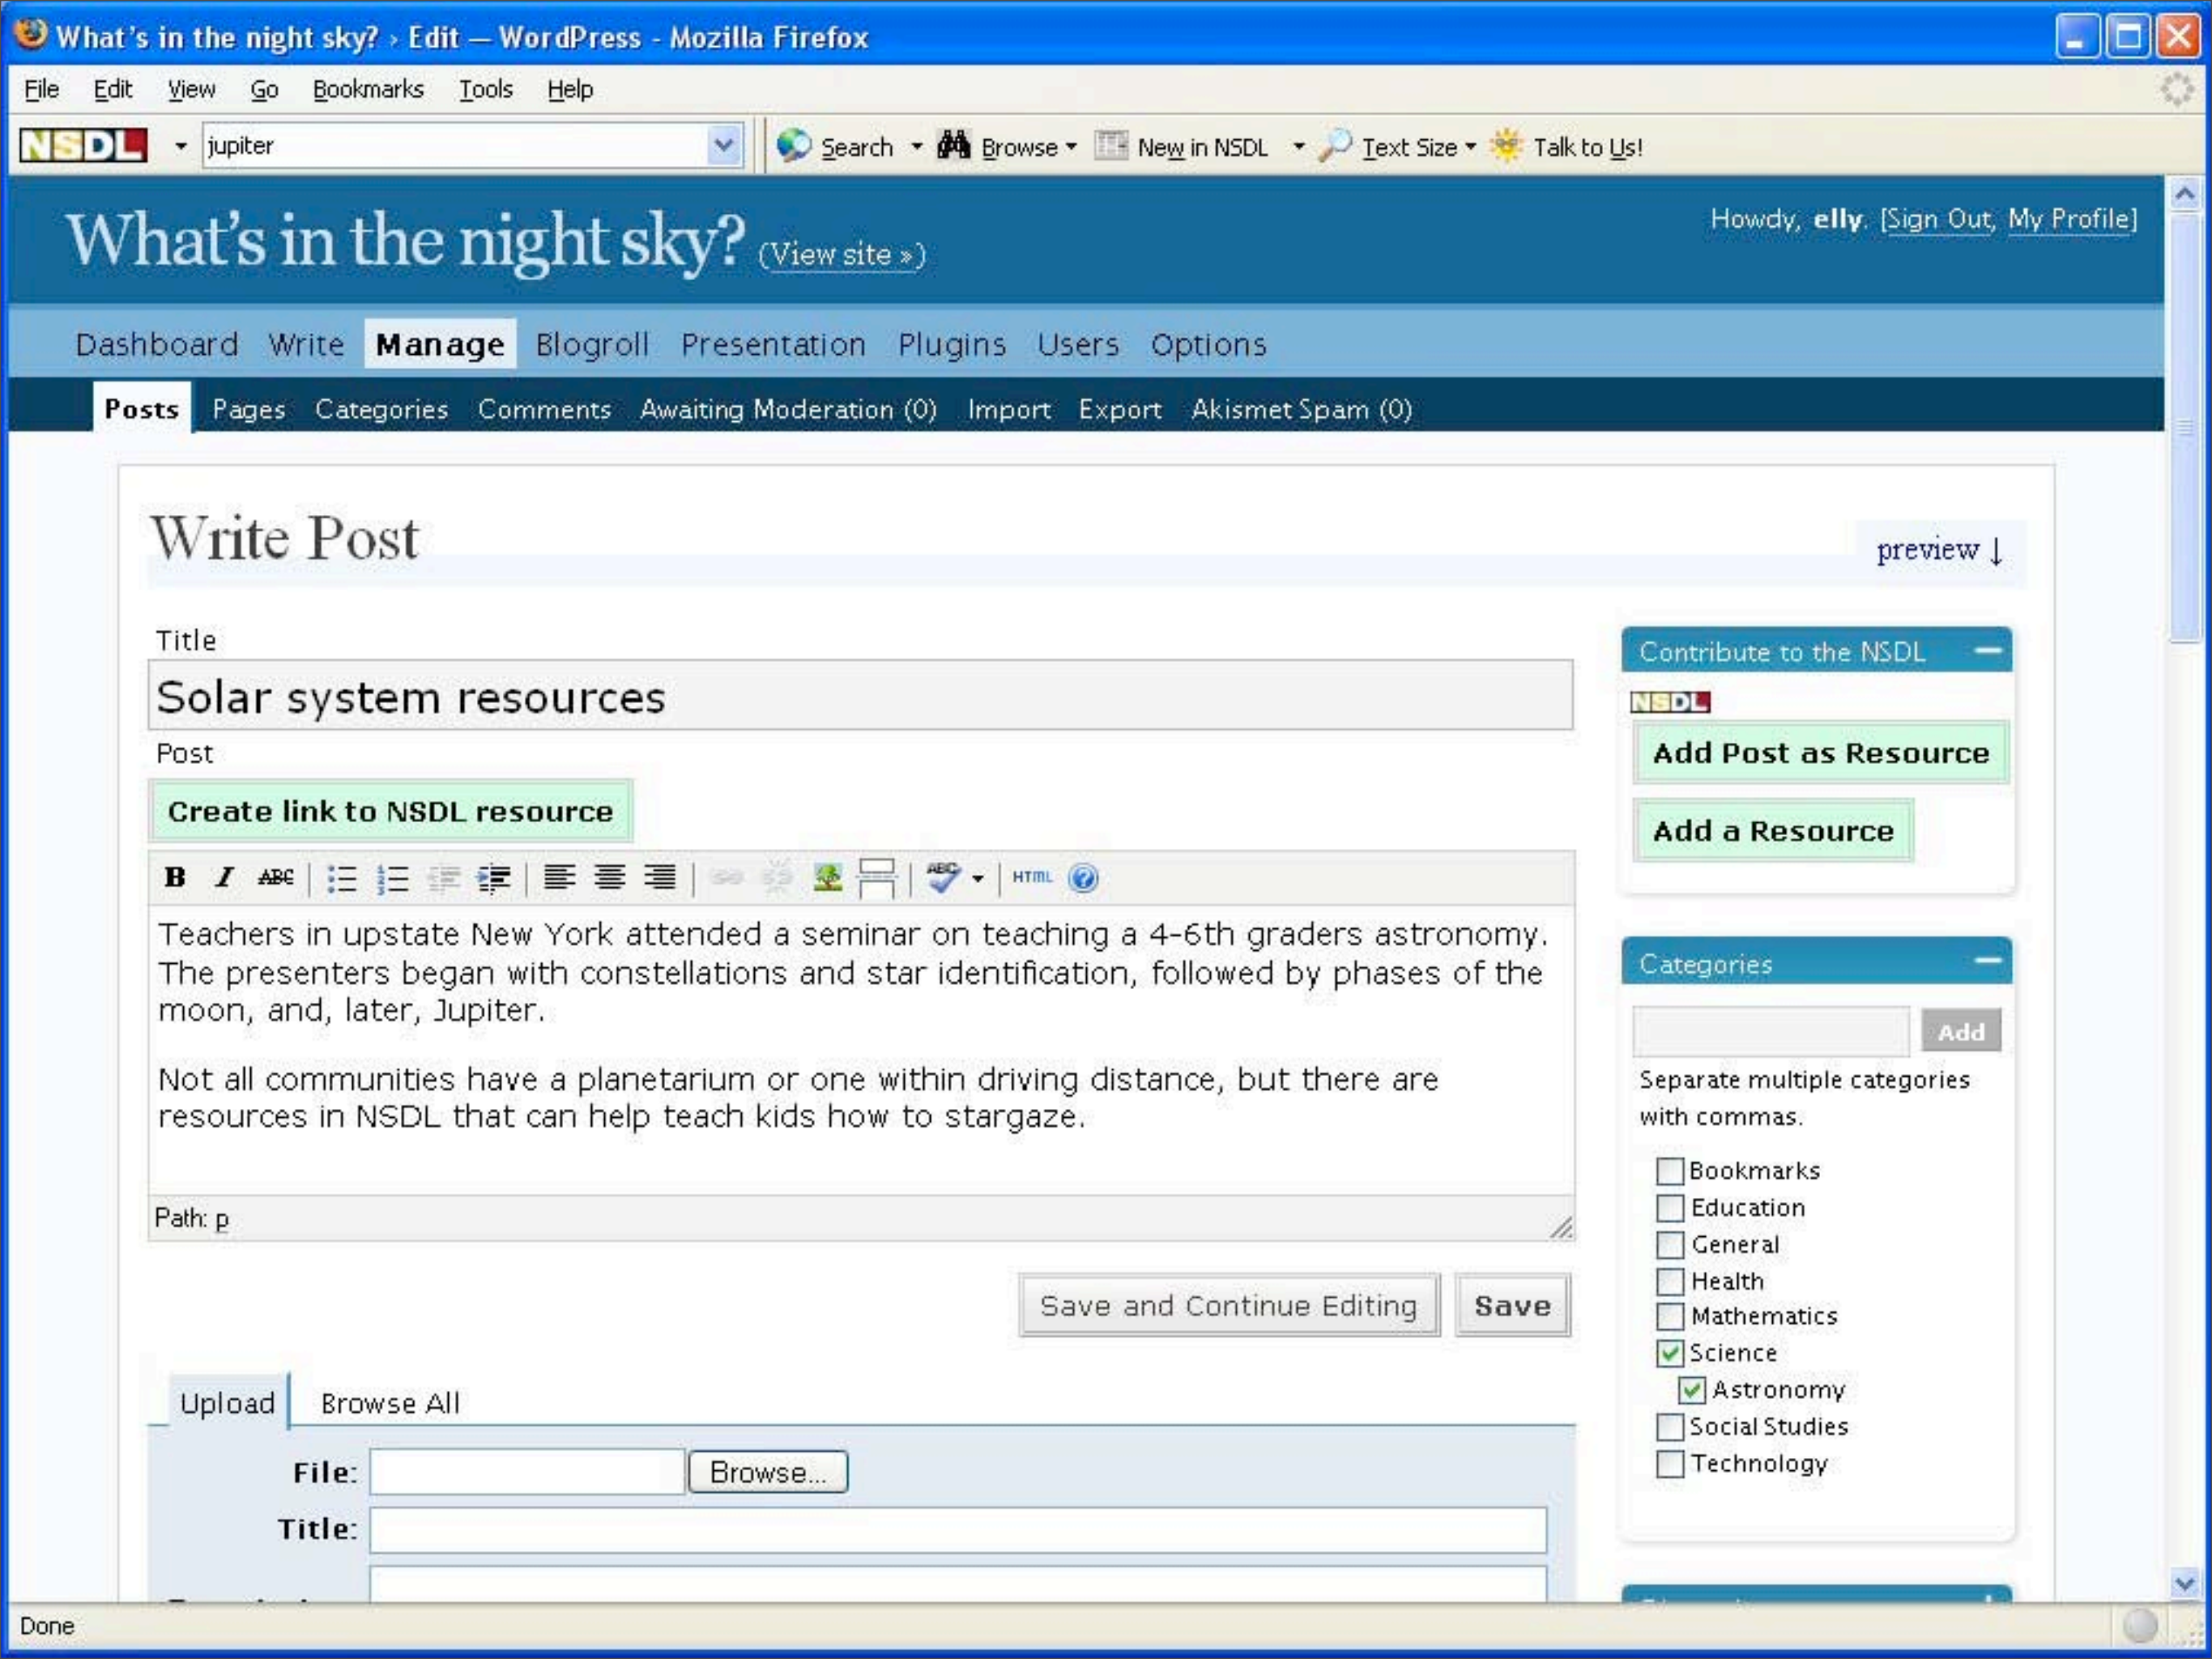 What's in the night sky? › Edit — WordPress - Mozilla Firefox
File Edit View Go Bookmarks Tools Help
NSDL jupiter Search Browse New in NSDL Text Size Talk to Us!
What's in the night sky? (View site »)
Howdy, elly. [Sign Out, My Profile]
Dashboard Write Manage Blogroll Presentation Plugins Users Options
Posts Pages Categories Comments Awaiting Moderation (0) Import Export Akismet Spam (0)
Write Post
preview ↓
Title
Solar system resources
Post
Create link to NSDL resource
B I ABC ABC HTML
Teachers in upstate New York attended a seminar on teaching a 4-6th graders astronomy.
The presenters began with constellations and star identification, followed by phases of the
moon, and, later, Jupiter.
Not all communities have a planetarium or one within driving distance, but there are
resources in NSDL that can help teach kids how to stargaze.
Path: p
Save and Continue Editing Save
Upload Browse All
File: Browse...
Title:
Contribute to the NSDL
NSDL
Add Post as Resource
Add a Resource
Categories
Add
Separate multiple categories
with commas.
Bookmarks
Education
General
Health
Mathematics
Science
Astronomy
Social Studies
Technology
Done